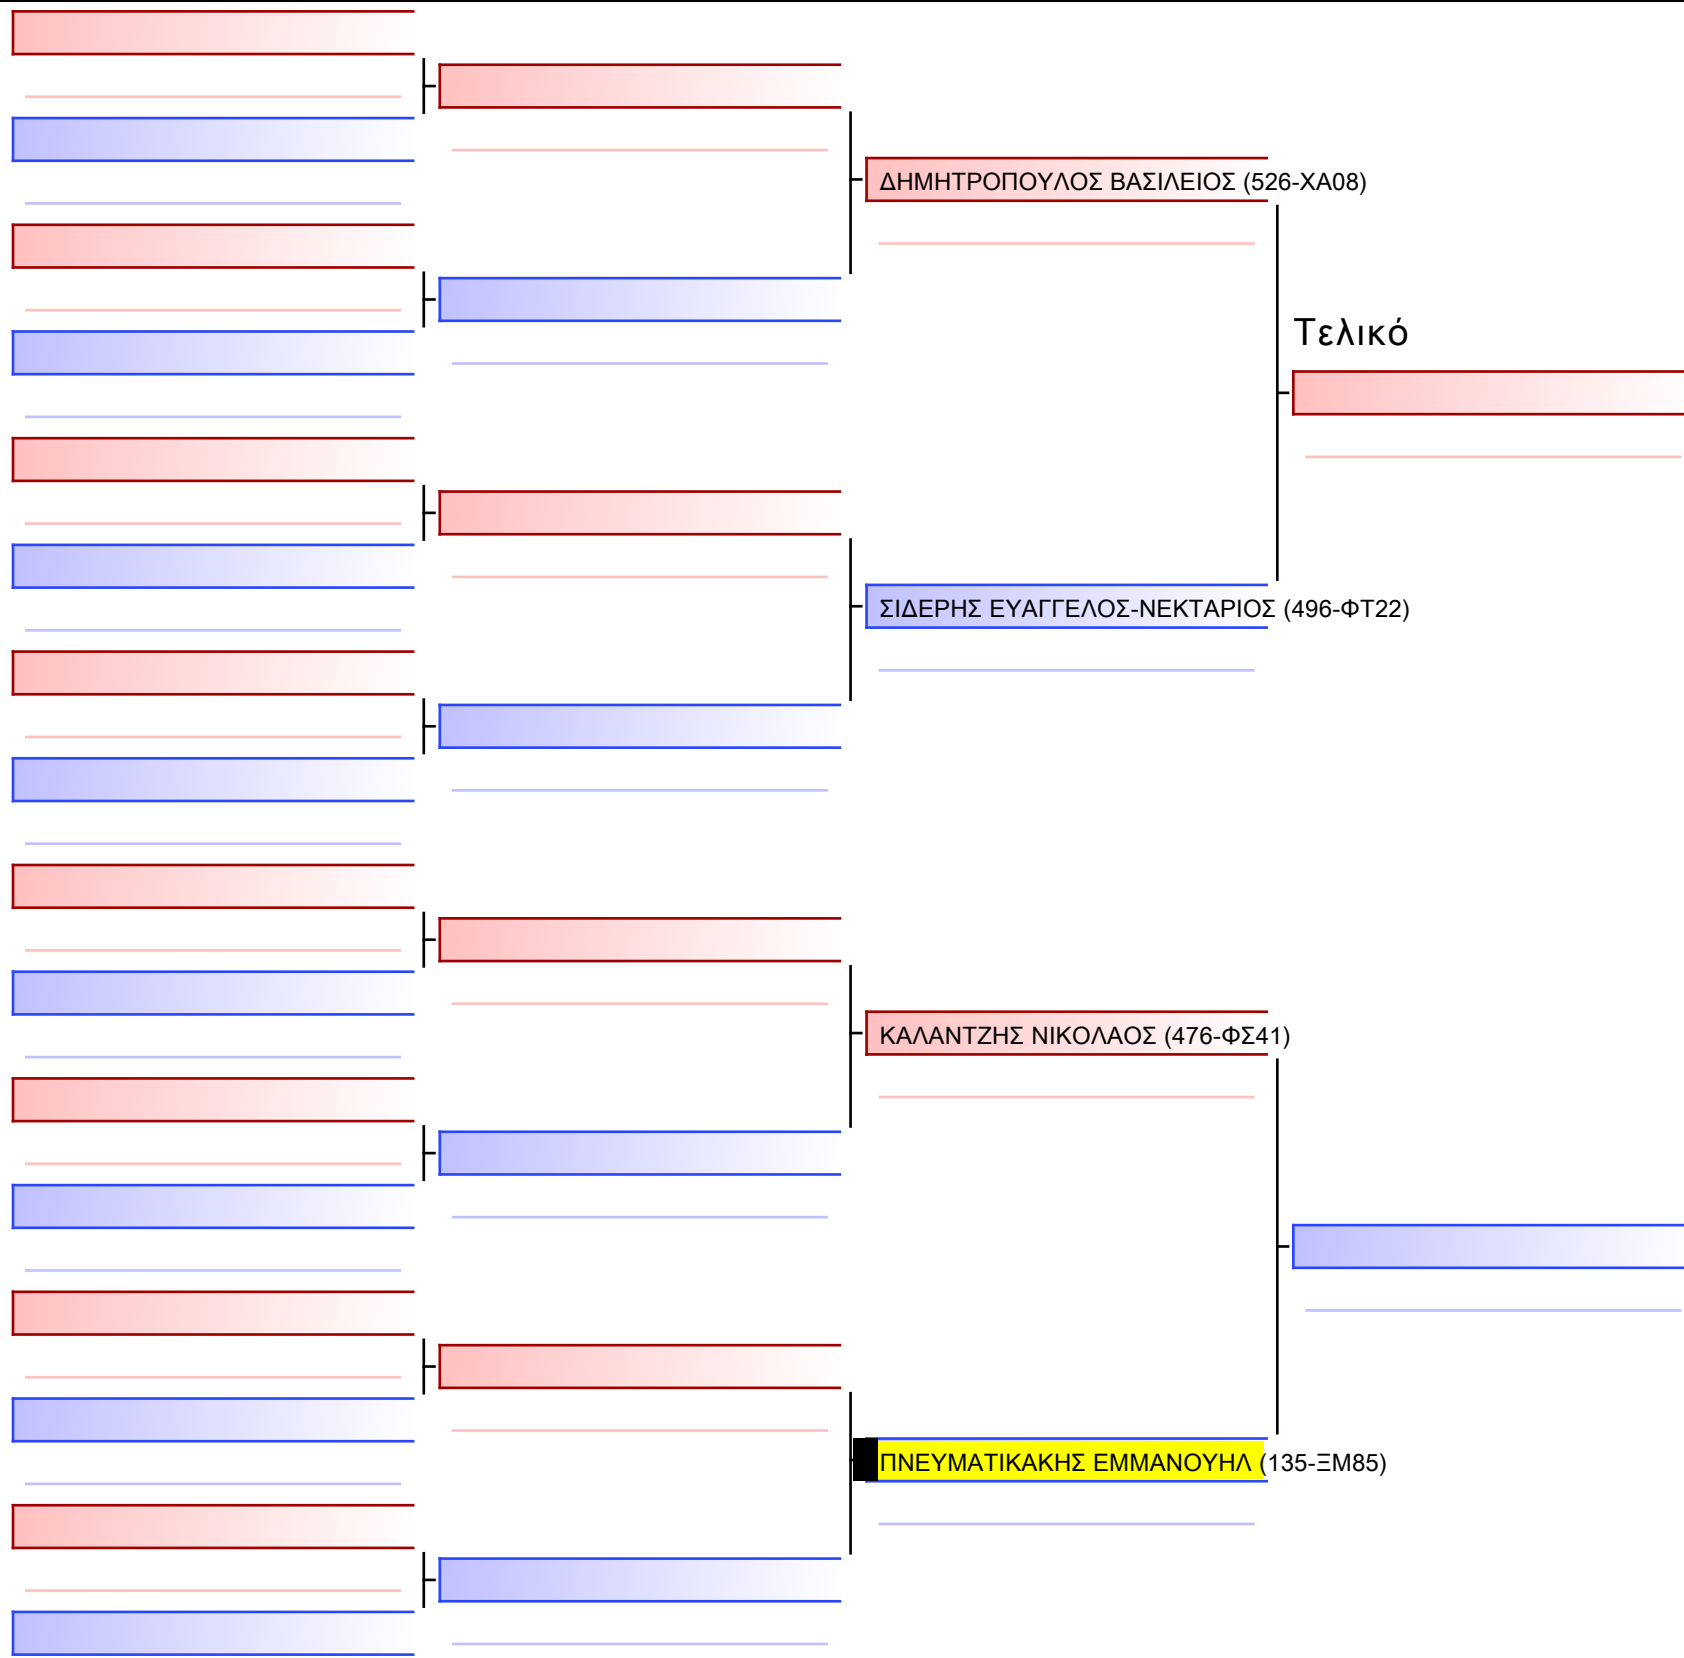 ΔΗΜΗΤΡΟΠΟΥΛΟΣ ΒΑΣΙΛΕΙΟΣ (526-ΧΑ08)
Τελικό
ΣΙΔΕΡΗΣ ΕΥΑΓΓΕΛΟΣ-ΝΕΚΤΑΡΙΟΣ (496-ΦΤ22)
ΚΑΛΑΝΤΖΗΣ ΝΙΚΟΛΑΟΣ (476-ΦΣ41)
ΠΝΕΥΜΑΤΙΚΑΚΗΣ ΕΜΜΑΝΟΥΗΛ (135-ΞΜ85)